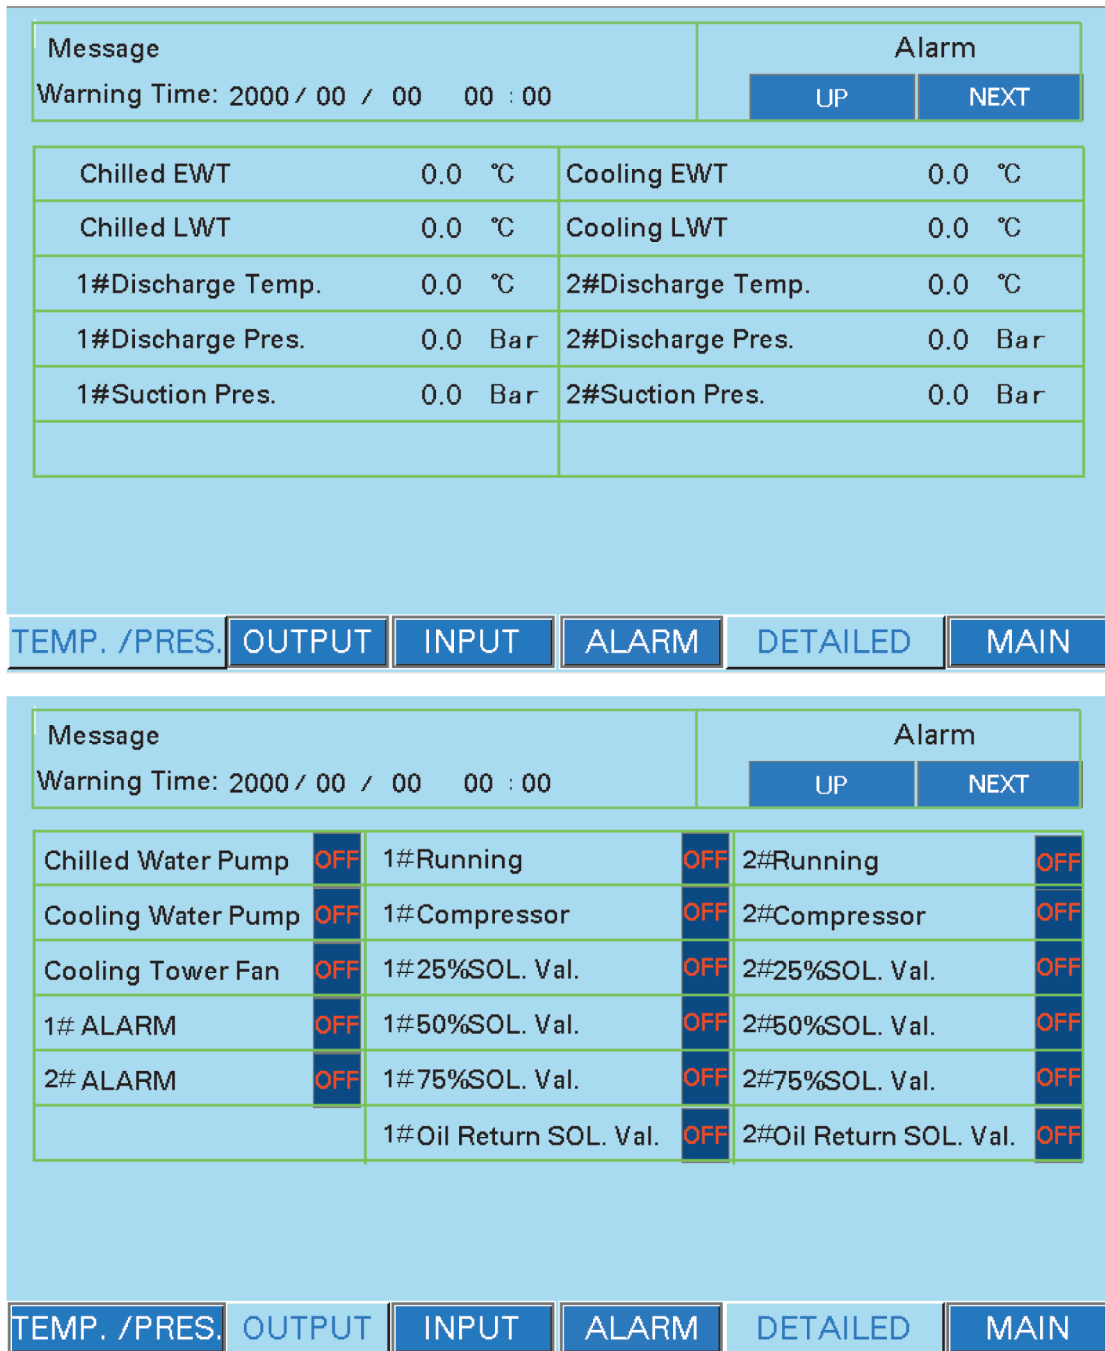 Message Alarm
Warning Time: 2000 / 00 / 00 00 : 00 UP NEXT
Chilled EWT 0.0 ℃ Cooling EWT 0.0 ℃
Chilled LWT 0.0 ℃ Cooling LWT 0.0 ℃
1#Discharge Temp. 0.0 ℃ 2#Discharge Temp. 0.0 ℃
1#Discharge Pres. 0.0 Bar 2#Discharge Pres. 0.0 Bar
1#Suction Pres. 0.0 Bar 2#Suction Pres. 0.0 Bar
TEMP. /PRES. OUTPUT INPUT ALARM DETAILED MAIN
Message Alarm
Warning Time: 2000 / 00 / 00 00 : 00 UP NEXT
Chilled Water Pump OFF 1#Running OFF 2#Running OFF
Cooling Water Pump OFF 1#Compressor OFF 2#Compressor OFF
Cooling Tower Fan OFF 1#25%SOL. Val. OFF 2#25%SOL. Val. OFF
1# ALARM OFF 1#50%SOL. Val. OFF 2#50%SOL. Val. OFF
2# ALARM OFF 1#75%SOL. Val. OFF 2#75%SOL. Val. OFF
1#Oil Return SOL. Val. OFF 2#Oil Return SOL. Val. OFF
TEMP. /PRES. OUTPUT INPUT ALARM DETAILED MAIN